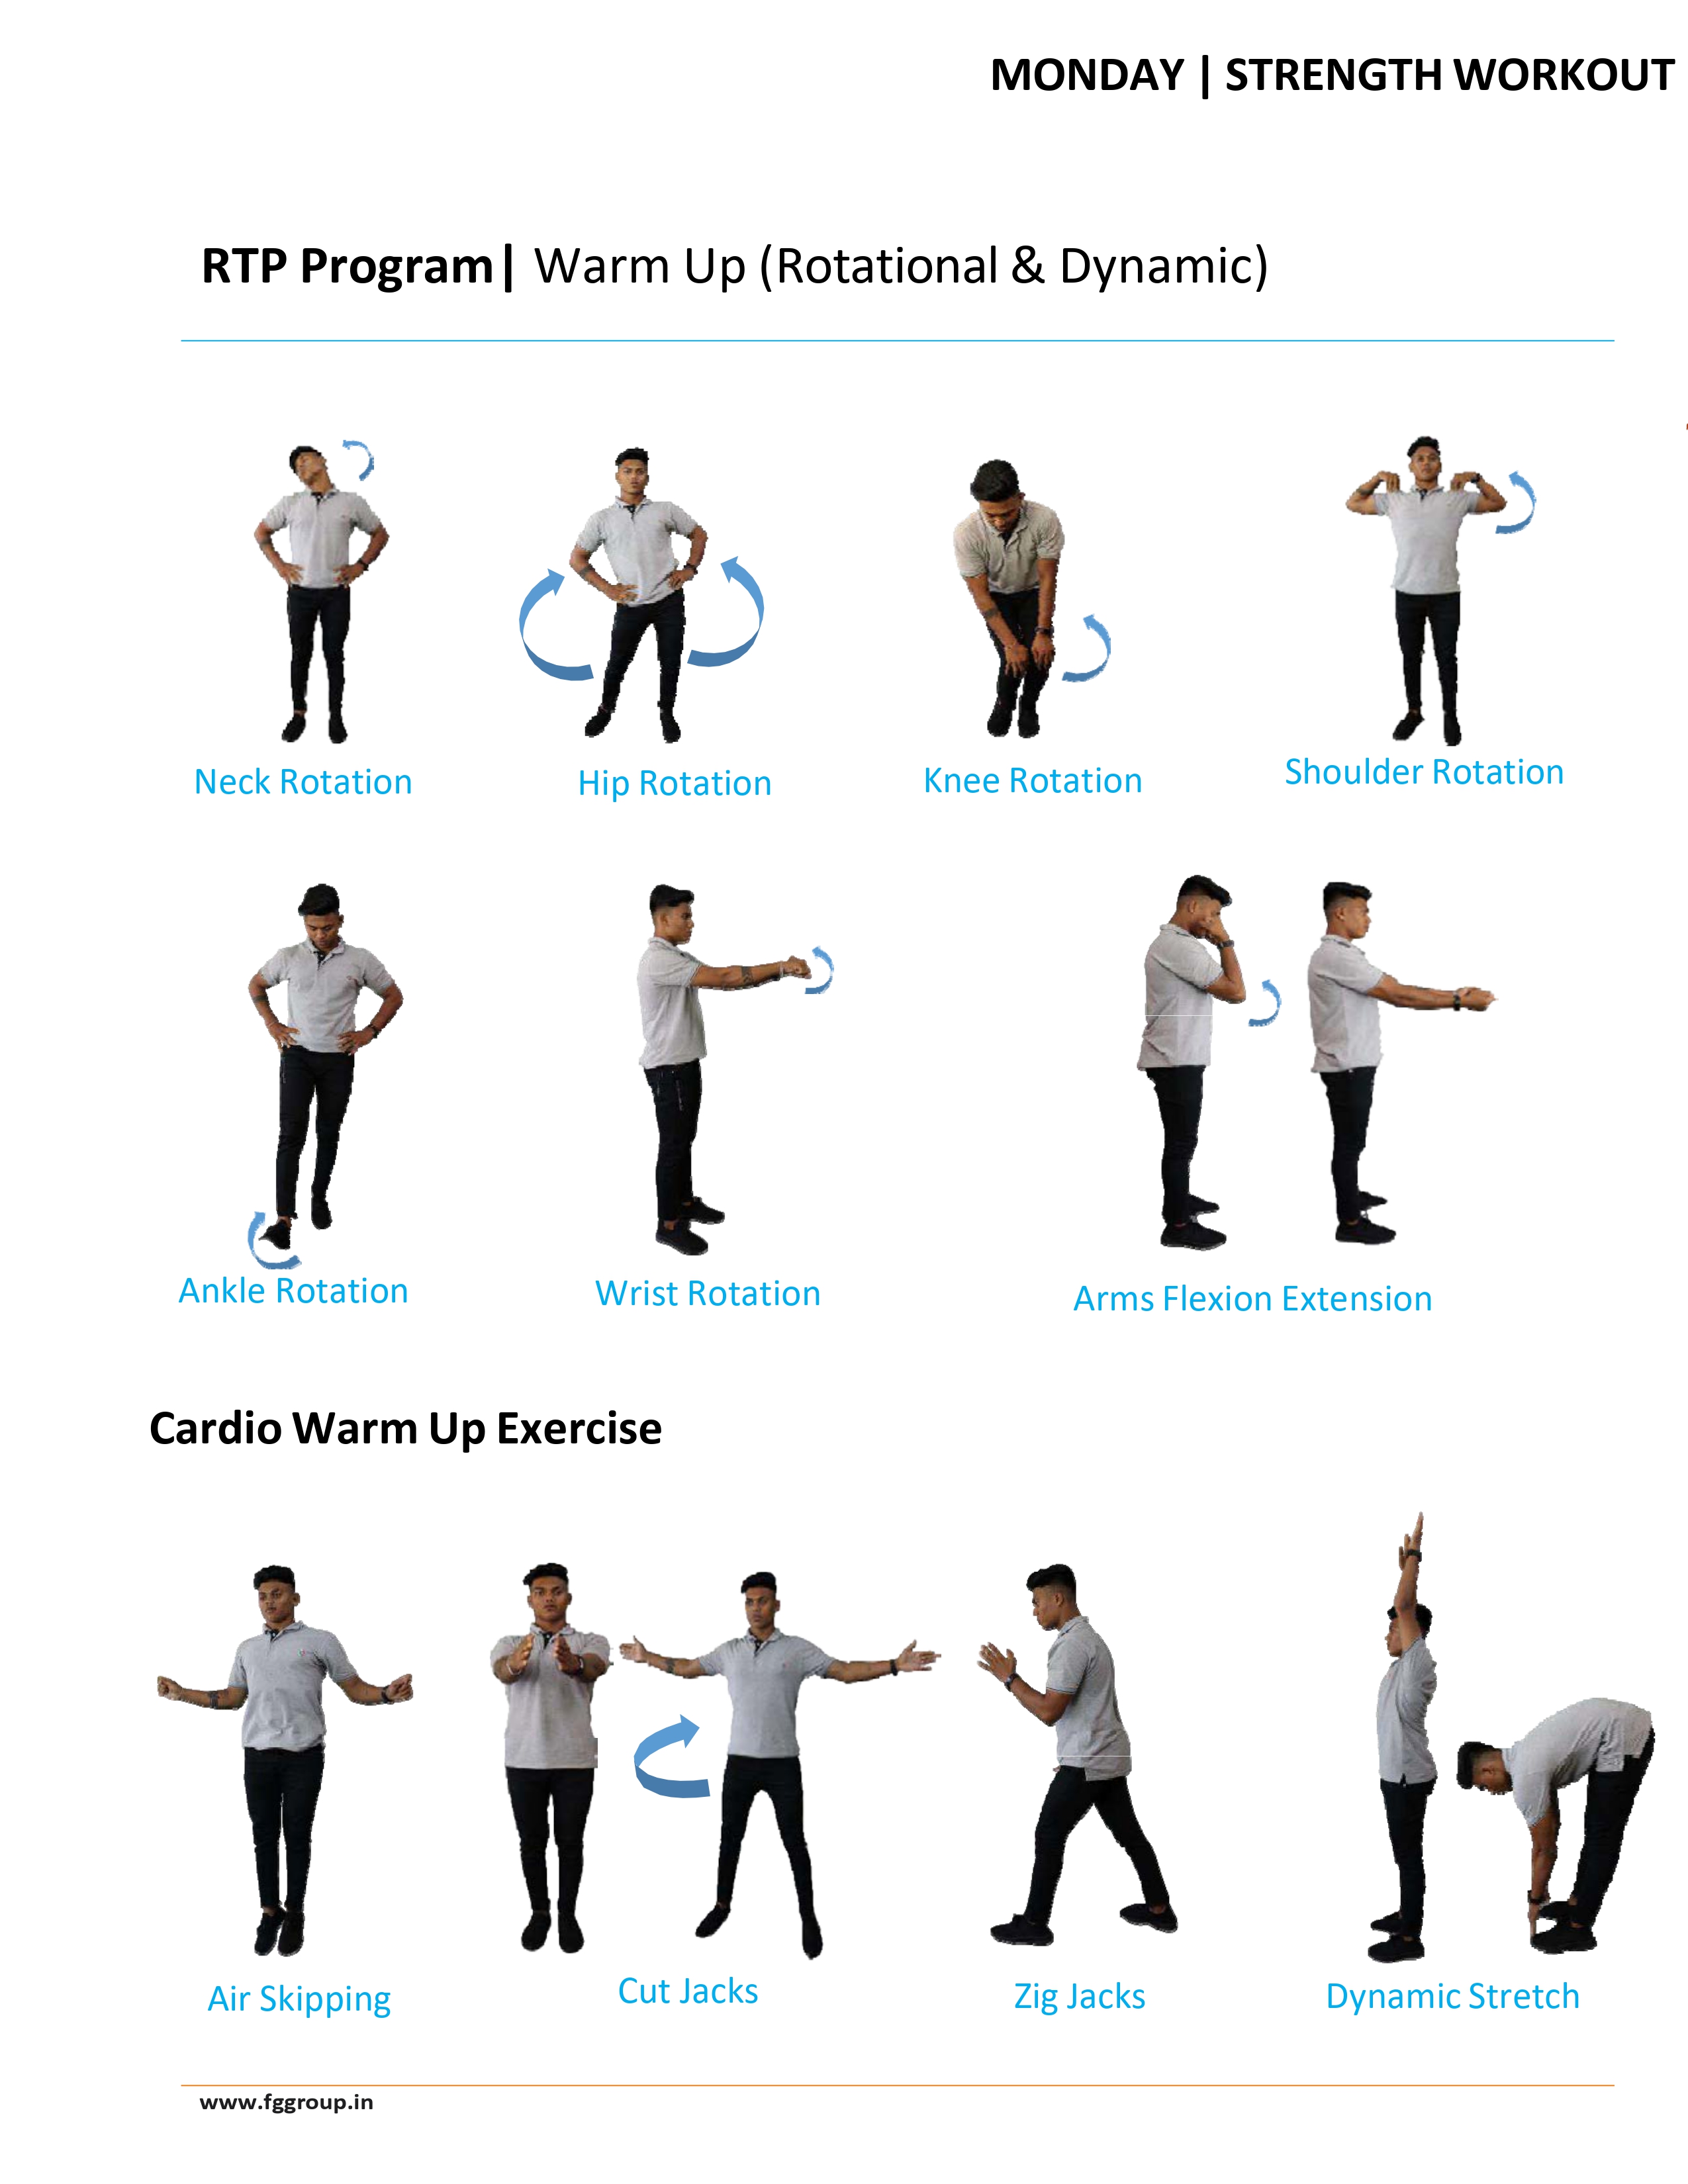 MONDAY | STRENGTH WORKOUT
RTP Program| Warm Up (Rotational & Dynamic)
Neck Rotation
Hip Rotation
Knee Rotation
Shoulder Rotation
Ankle Rotation
Wrist Rotation
Arms Flexion Extension
Cardio Warm Up Exercise
Air Skipping
Cut Jacks
Zig Jacks
Dynamic Stretch
www.fggroup.in